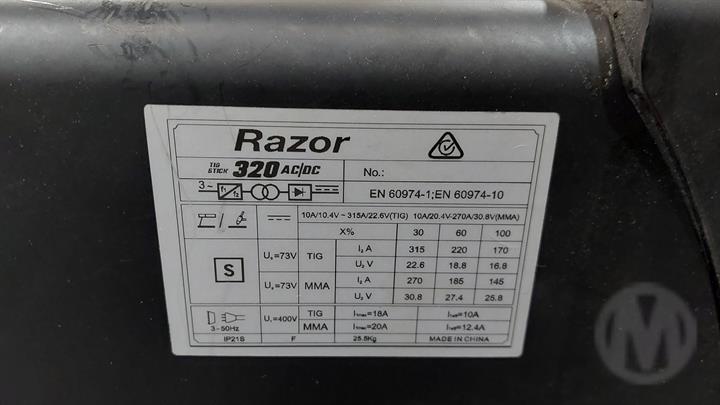 Razor
TIG STICK 320 AC/DC
No.:
3~ f₁ f₂
EN 60974-1;EN 60974-10
10A/10.4V~315A/22.6V(TIG) 10A/20.4V-270A/30.8V(MMA)
X% 30 60 100
S
U₀=73V TIG I₂ A 315 220 170
U₂ V 22.6 18.8 16.8
U₀=73V MMA I₂ A 270 185 145
U₂ V 30.8 27.4 25.8
3~50Hz U₁=400V TIG I₁max=18A I₁eff=10A
MMA I₁max=20A I₁eff=12.4A
IP21S F 25.5Kg MADE IN CHINA
M